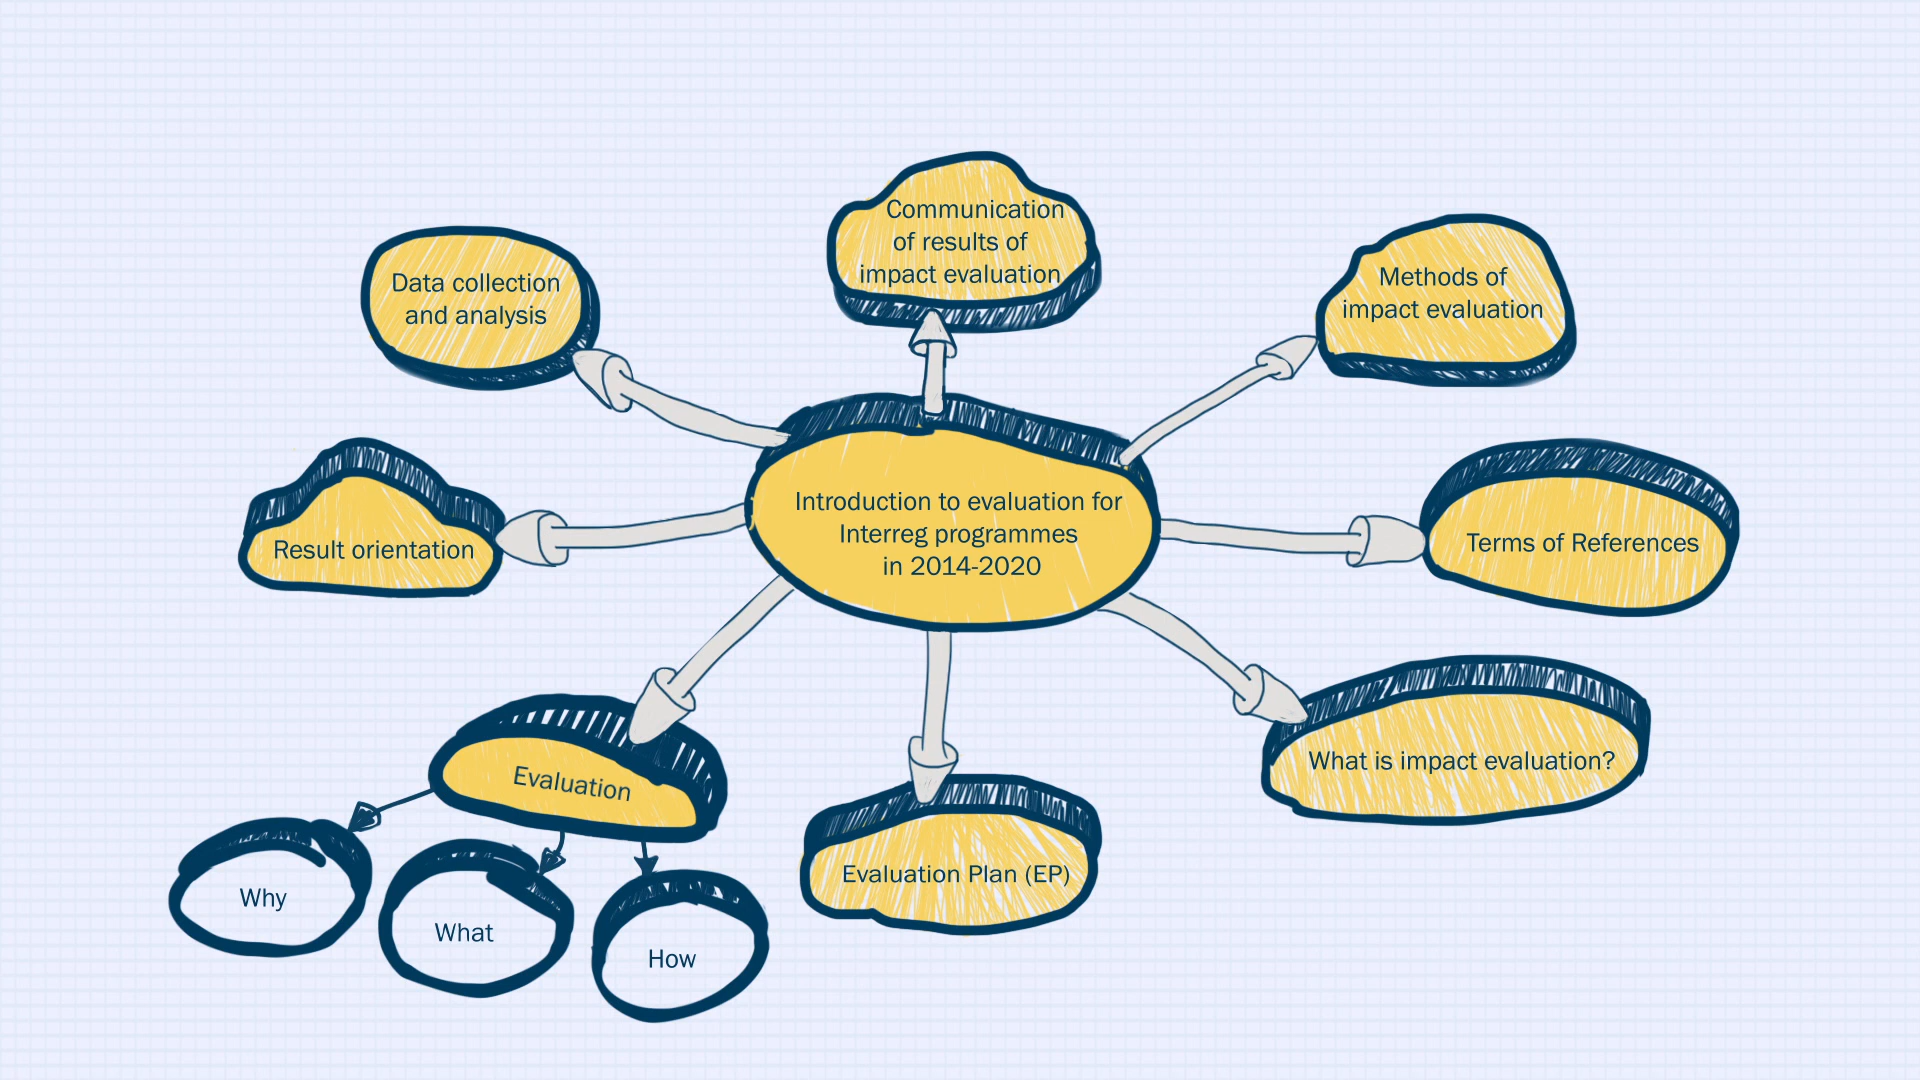 Communication
of results of
impact evaluation
Data collection
and analysis
Methods of
impact evaluation
Introduction to evaluation for
Interreg programmes
in 2014-2020
Result orientation
Terms of References
Evaluation
What is impact evaluation?
Evaluation Plan (EP)
Why
What
How